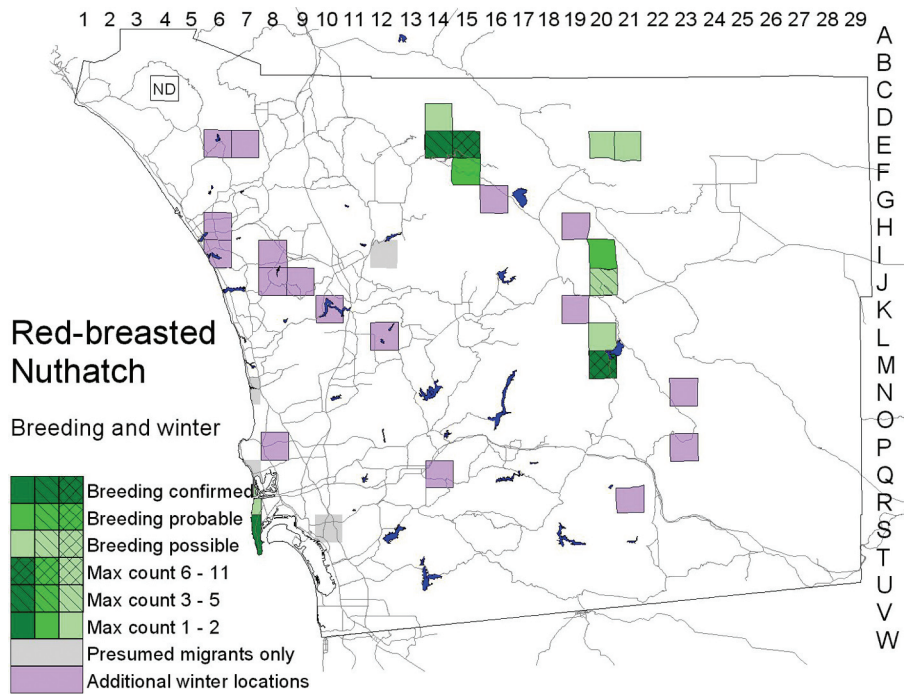 1 2 3 4 5 6 7 8 9 10 11 12 13 14 15 16 17 18 19 20 21 22 23 24 25 26 27 28 29
A
B
C
D
E
F
G
H
I
J
K
L
M
N
O
P
Q
R
S
T
U
V
W
ND
Red-breasted
Nuthatch
Breeding and winter
Breeding confirmed
Breeding probable
Breeding possible
Max count 6 - 11
Max count 3 - 5
Max count 1 - 2
Presumed migrants only
Additional winter locations